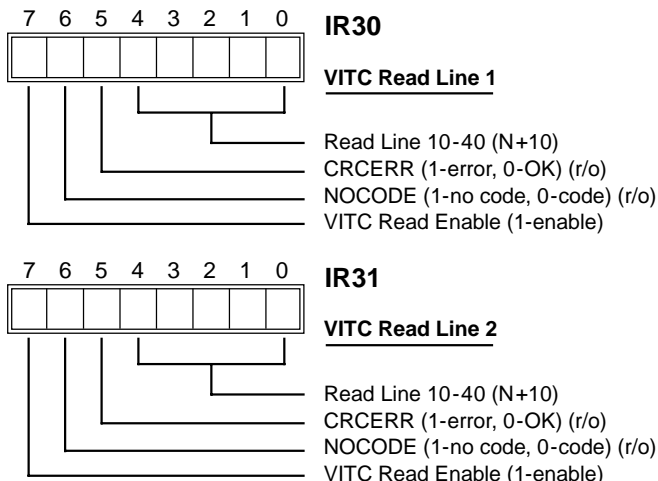 7 6 5 4 3 2 1 0
IR30
VITC Read Line 1
Read Line 10-40 (N+10)
CRCERR (1-error, 0-OK) (r/o)
NOCODE (1-no code, 0-code) (r/o)
VITC Read Enable (1-enable)
7 6 5 4 3 2 1 0
IR31
VITC Read Line 2
Read Line 10-40 (N+10)
CRCERR (1-error, 0-OK) (r/o)
NOCODE (1-no code, 0-code) (r/o)
VITC Read Enable (1-enable)